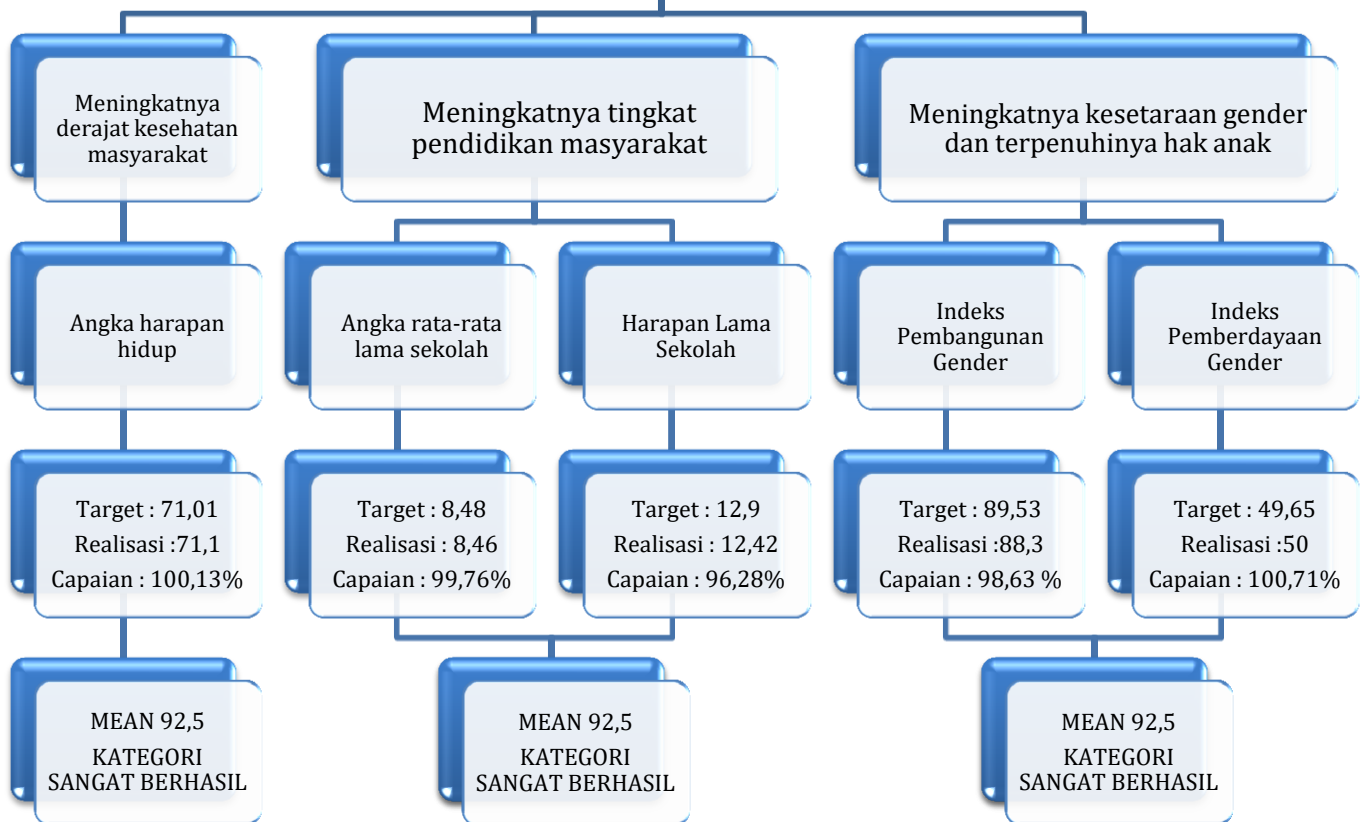 Meningkatnya
derajat kesehatan
masyarakat
Meningkatnya tingkat
pendidikan masyarakat
Meningkatnya kesetaraan gender
dan terpenuhinya hak anak
Angka harapan
hidup
Angka rata-rata
lama sekolah
Harapan Lama
Sekolah
Indeks
Pembangunan
Gender
Indeks
Pemberdayaan
Gender
Target : 71,01
Realisasi :71,1
Capaian : 100,13%
Target : 8,48
Realisasi : 8,46
Capaian : 99,76%
Target : 12,9
Realisasi : 12,42
Capaian : 96,28%
Target : 89,53
Realisasi :88,3
Capaian : 98,63 %
Target : 49,65
Realisasi :50
Capaian : 100,71%
MEAN 92,5
KATEGORI
SANGAT BERHASIL
MEAN 92,5
KATEGORI
SANGAT BERHASIL
MEAN 92,5
KATEGORI
SANGAT BERHASIL